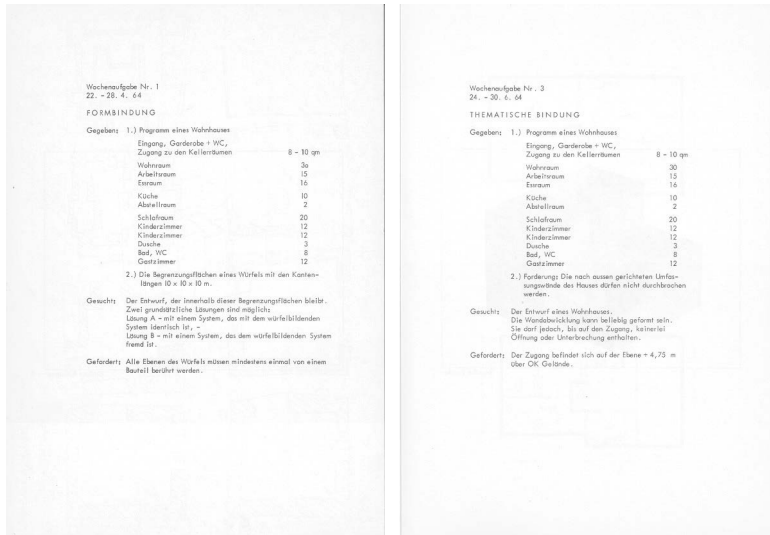 Wochenaufgabe Nr. 1
22. - 28. 4. 64
FORMBINDUNG
Gegeben: 1.) Programm eines Wohnhauses
Eingang, Garderobe + WC,
Zugang zu den Kellerräumen 8 - 10 qm
Wohnraum 3o
Arbeitsraum 15
Essraum 16
Küche 10
Abstellraum 2
Schlafraum 20
Kinderzimmer 12
Kinderzimmer 12
Dusche 3
Bad, WC 8
Gastzimmer 12
2.) Die Begrenzungsflächen eines Würfels mit den Kanten-
längen 10 x 10 x 10 m.
Gesucht: Der Entwurf, der innerhalb dieser Begrenzungsflächen bleibt.
Zwei grundsätzliche Lösungen sind möglich:
Lösung A - mit einem System, das mit dem würfelbildenden
System identisch ist, -
Lösung B - mit einem System, das dem würfelbildenden System
fremd ist.
Gefordert: Alle Ebenen des Würfels müssen mindestens einmal von einem
Bauteil berührt werden.
Wochenaufgabe Nr. 3
24. - 30. 6. 64
THEMATISCHE BINDUNG
Gegeben: 1.) Programm eines Wohnhauses
Eingang, Garderobe + WC,
Zugang zu den Kellerräumen 8 - 10 qm
Wohnraum 30
Arbeitsraum 15
Essraum 16
Küche 10
Abstellraum 2
Schlafraum 20
Kinderzimmer 12
Kinderzimmer 12
Dusche 3
Bad, WC 8
Gastzimmer 12
2.) Forderung: Die nach aussen gerichteten Umfas-
sungswände des Hauses dürfen nicht durchbrochen
werden.
Gesucht: Der Entwurf eines Wohnhauses.
Die Wandabwicklung kann beliebig geformt sein.
Sie darf jedoch, bis auf den Zugang, keinerlei
Öffnung oder Unterbrechung enthalten.
Gefordert: Der Zugang befindet sich auf der Ebene + 4,75 m
über OK Gelände.